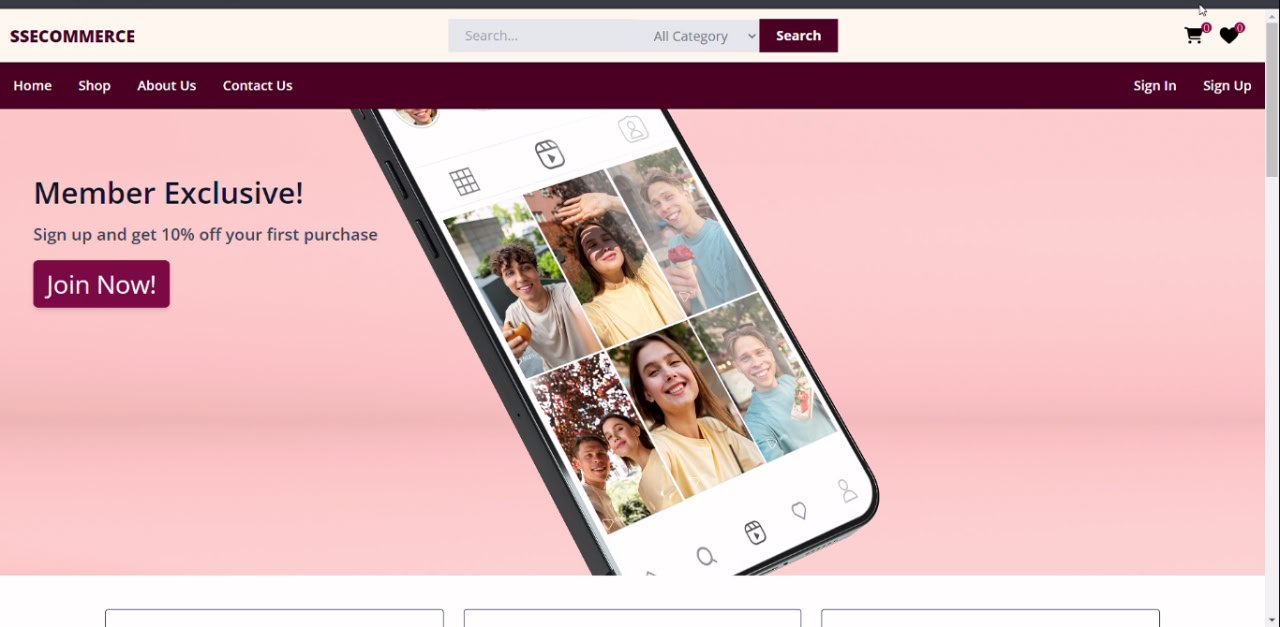 SSECOMMERCE
Search...
All Category
Search
0
0
Home
Shop
About Us
Contact Us
Sign In
Sign Up
Member Exclusive!
Sign up and get 10% off your first purchase
Join Now!